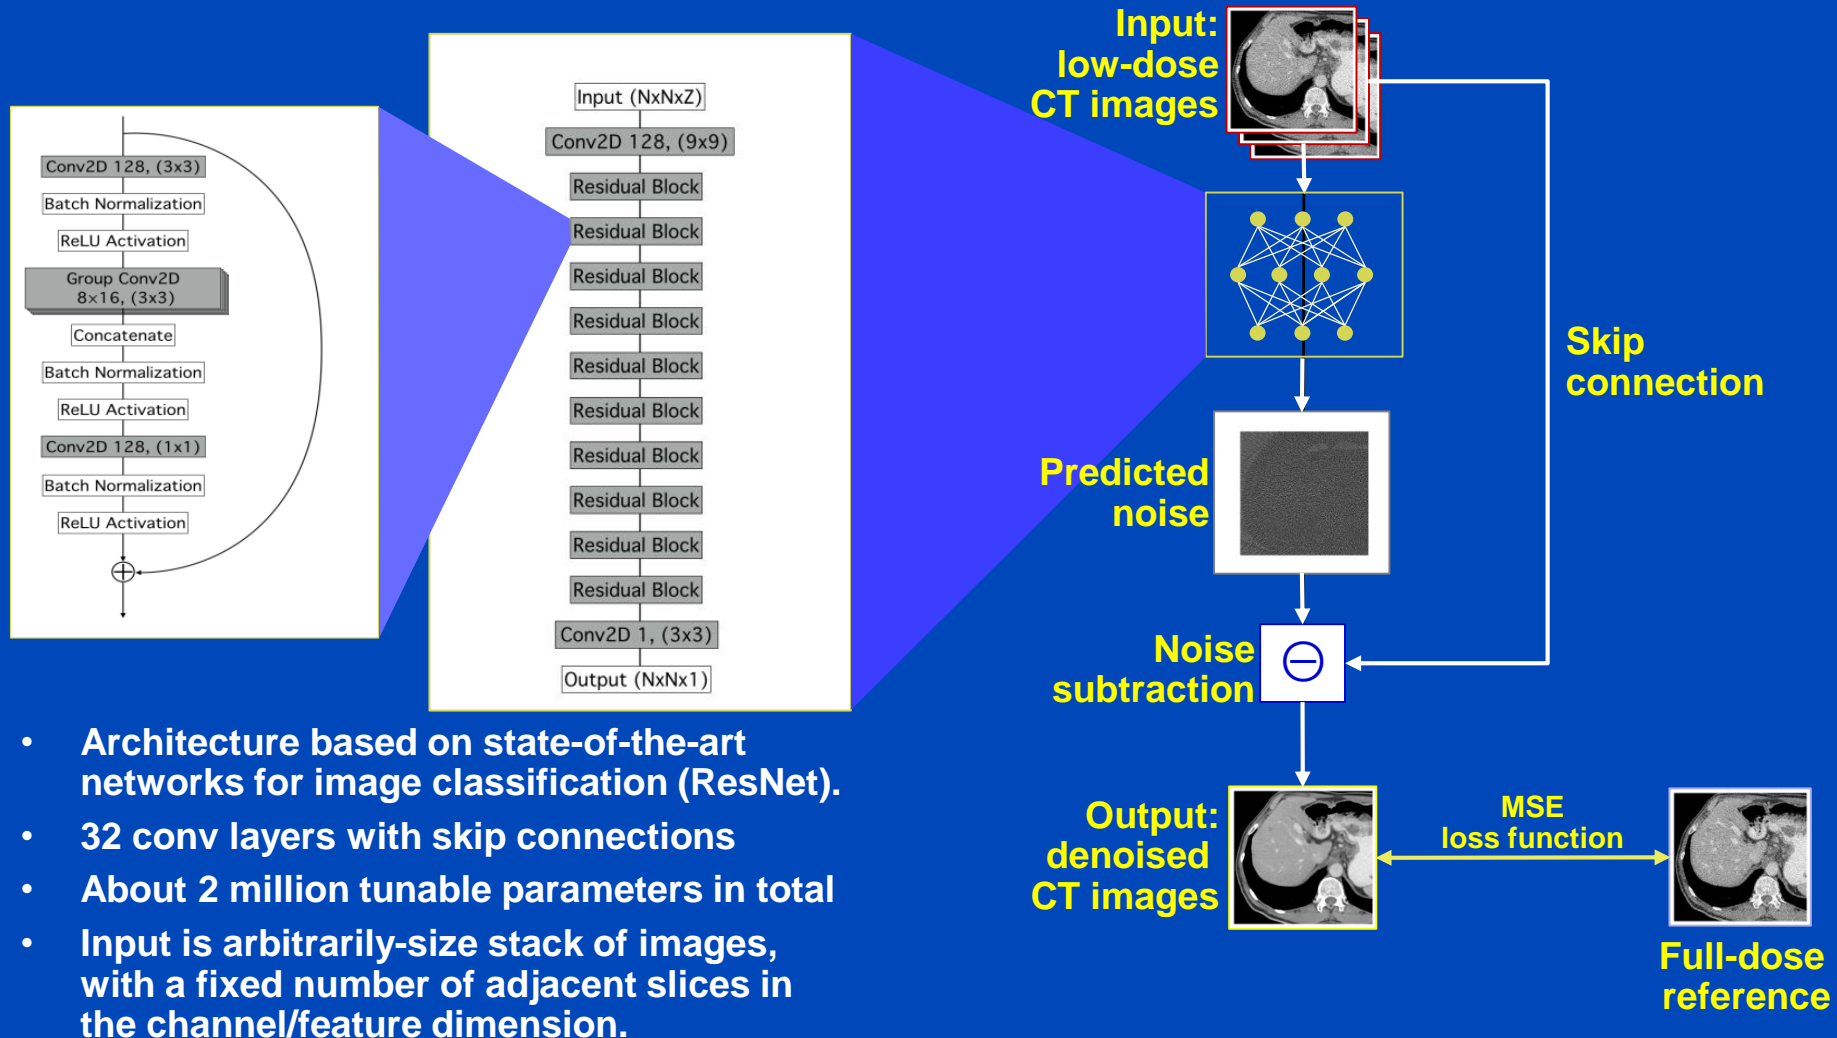 Conv2D 128, (3x3)
Batch Normalization
ReLU Activation
Group Conv2D
8×16, (3x3)
Concatenate
Batch Normalization
ReLU Activation
Conv2D 128, (1x1)
Batch Normalization
ReLU Activation
Input (NxNxZ)
Conv2D 128, (9x9)
Residual Block
Residual Block
Residual Block
Residual Block
Residual Block
Residual Block
Residual Block
Residual Block
Residual Block
Residual Block
Conv2D 1, (3x3)
Output (NxNx1)
Input:
low-dose
CT images
Skip
connection
Predicted
noise
Noise
subtraction
Output:
denoised
CT images
MSE
loss function
Full-dose
reference
• Architecture based on state-of-the-art
networks for image classification (ResNet).
• 32 conv layers with skip connections
• About 2 million tunable parameters in total
• Input is arbitrarily-size stack of images,
with a fixed number of adjacent slices in
the channel/feature dimension.